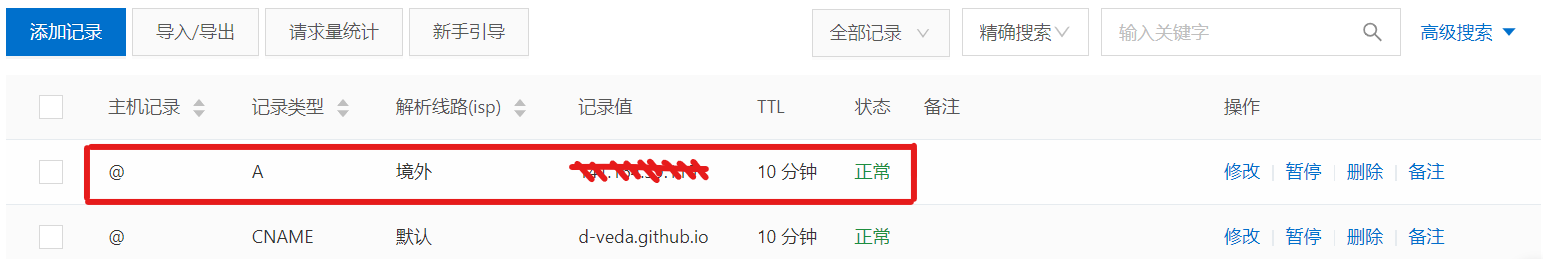 添加记录 导入/导出 请求量统计 新手引导 全部记录 精确搜索 输入关键字 高级搜索
主机记录 记录类型 解析线路(isp) 记录值 TTL 状态 备注 操作
@ A 境外 10 分钟 正常 修改 暂停 删除 备注
@ CNAME 默认 d-veda.github.io 10 分钟 正常 修改 暂停 删除 备注